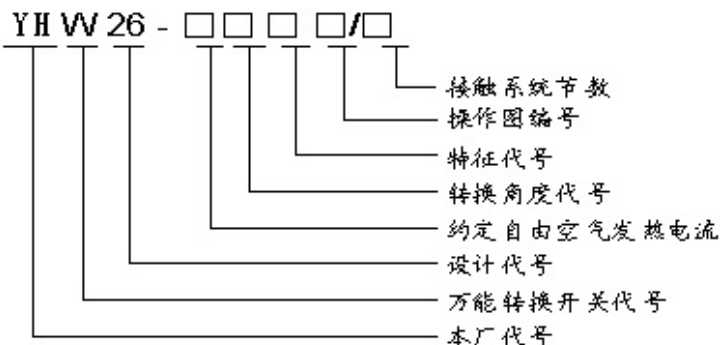 YH W 26 - □ □ □ □/□
接触系统节数
操作图编号
特征代号
转换角度代号
约定自由空气发热电流
设计代号
万能转换开关代号
本厂代号